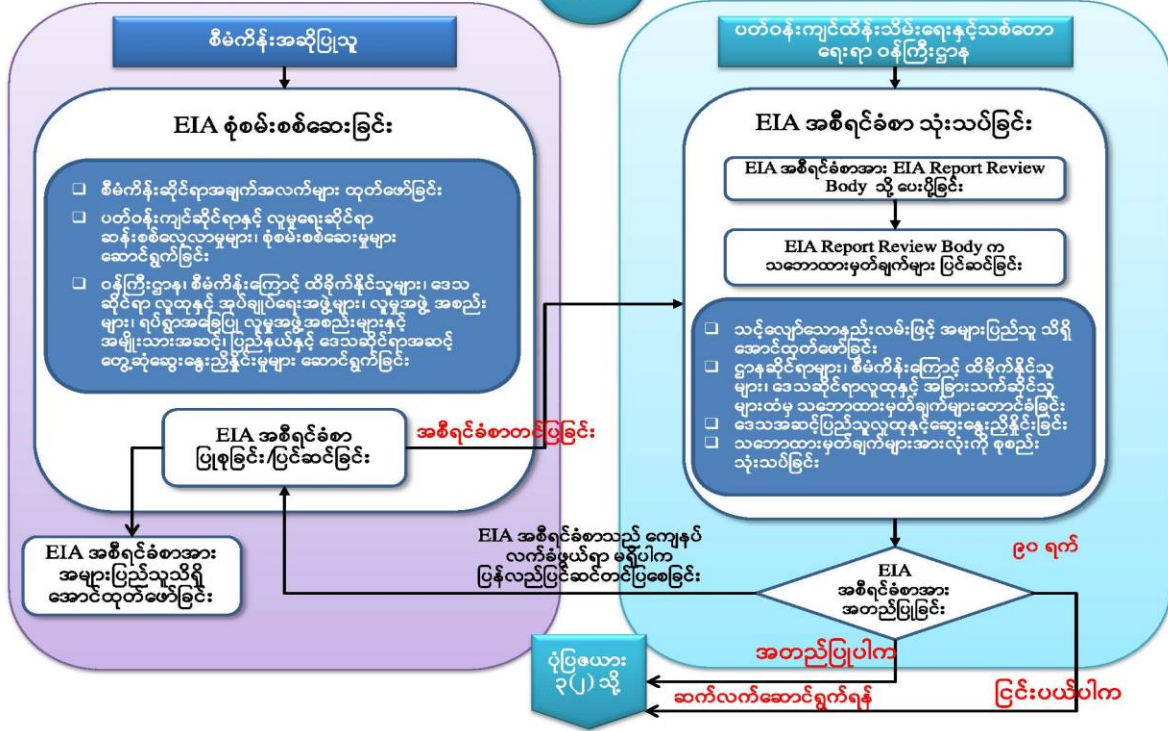 စီမံကိန်းအဆိုပြုသူ
EIA စုံစမ်းစစ်ဆေးခြင်း
စီမံကိန်းဆိုင်ရာအချက်အလက်များ ထုတ်ဖော်ခြင်း
ပတ်ဝန်းကျင်ဆိုင်ရာနှင့် လူမှုရေးဆိုင်ရာ
ဆန်းစစ်လေ့လာမှုများ၊ စုံစမ်းစစ်ဆေးမှုများ
ဆောင်ရွက်ခြင်း
ဝန်ကြီးဌာန၊ စီမံကိန်းကြောင့် ထိခိုက်နိုင်သူများ၊ ဒေသ
ဆိုင်ရာ လူထုနှင့် အုပ်ချုပ်ရေးအဖွဲ့များ၊ လူမှုအဖွဲ့ အစည်း
များ၊ ရပ်ရွာအခြေပြု လူမှုအဖွဲ့အစည်းများနှင့်
အမျိုးသားအဆင့်၊ ပြည်နယ်နှင့် ဒေသဆိုင်ရာအဆင့်
တွေ့ဆုံဆွေးနွေးညှိနှိုင်းမှုများ ဆောင်ရွက်ခြင်း
EIA အစီရင်ခံစာ
ပြုစုခြင်း/ပြင်ဆင်ခြင်း
အစီရင်ခံစာတင်ပြခြင်း
EIA အစီရင်ခံစာအား
အများပြည်သူသိရှိ
အောင်ထုတ်ဖော်ခြင်း
ပတ်ဝန်းကျင်ထိန်းသိမ်းရေးနှင့်သစ်တော
ရေးရာ ဝန်ကြီးဌာန
EIA အစီရင်ခံစာ သုံးသပ်ခြင်း
EIA အစီရင်ခံစာအား EIA Report Review
Body သို့ ပေးပို့ခြင်း
EIA Report Review Body က
သဘောထားမှတ်ချက်များ ပြင်ဆင်ခြင်း
သင့်လျော်သောနည်းလမ်းဖြင့် အများပြည်သူ သိရှိ
အောင်ထုတ်ဖော်ခြင်း
ဌာနဆိုင်ရာများ၊ စီမံကိန်းကြောင့် ထိခိုက်နိုင်သူ
များ၊ ဒေသဆိုင်ရာလူထုနှင့် အခြားသက်ဆိုင်သူ
များထံမှ သဘောထားမှတ်ချက်များတောင်ခံခြင်း
ဒေသအဆင့်ပြည်သူလူထုနှင့်ဆွေးနွေးညှိနှိုင်းခြင်း
သဘောထားမှတ်ချက်များအားလုံးကို စုစည်း
သုံးသပ်ခြင်း
၉၀ ရက်
EIA
အစီရင်ခံစာအား
အတည်ပြုခြင်း
EIA အစီရင်ခံစာသည် ကျေနပ်
လက်ခံဖွယ်ရာ မရှိပါက
ပြန်လည်ပြင်ဆင်တင်ပြစေခြင်း
အတည်ပြုပါက
ဆက်လက်ဆောင်ရွက်ရန်
ငြင်းပယ်ပါက
ပုံပြဇယား
၃(၂) သို့